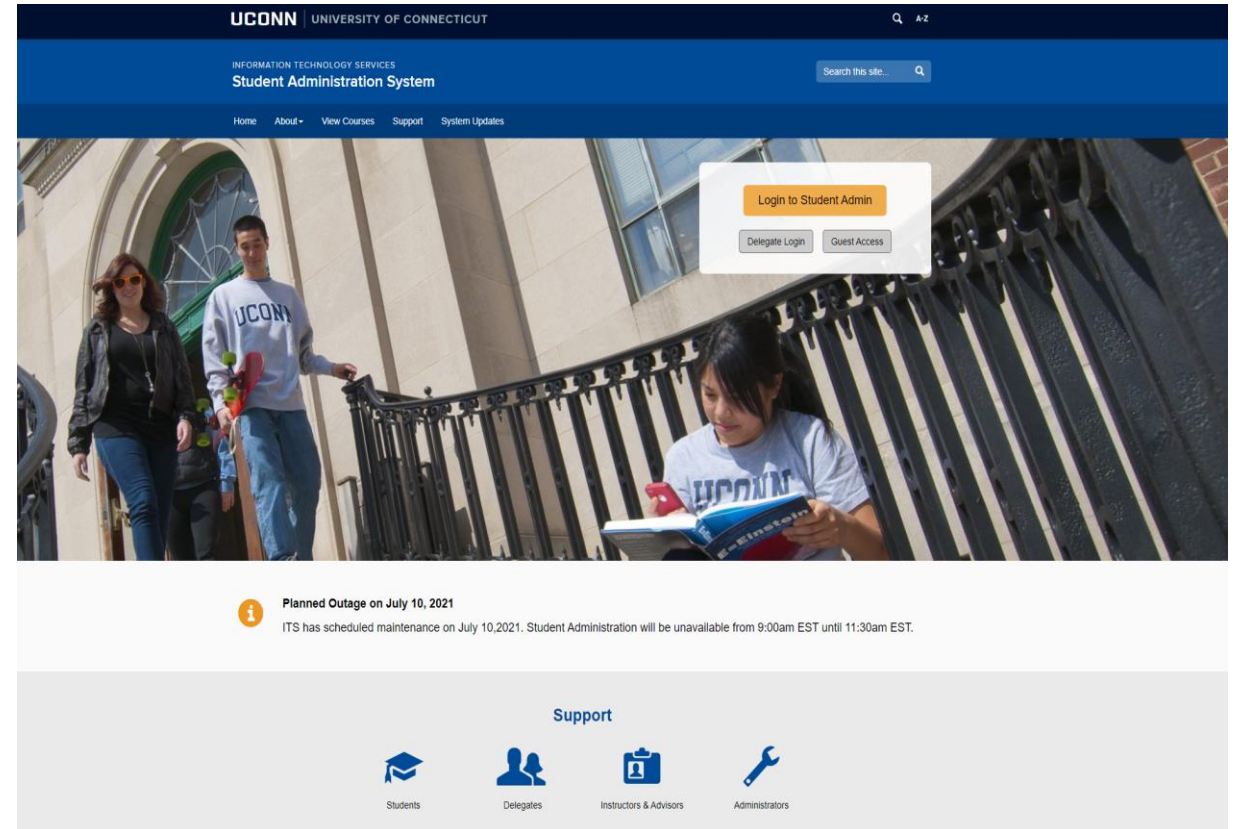 UCONN UNIVERSITY OF CONNECTICUT
A-Z
INFORMATION TECHNOLOGY SERVICES
Student Administration System
Search this site...
Home About View Courses Support System Updates
Login to Student Admin
Delegate Login Guest Access
UCONN
UCONN
E=Einstein
Planned Outage on July 10, 2021
ITS has scheduled maintenance on July 10,2021. Student Administration will be unavailable from 9:00am EST until 11:30am EST.
Support
Students Delegates Instructors & Advisors Administrators